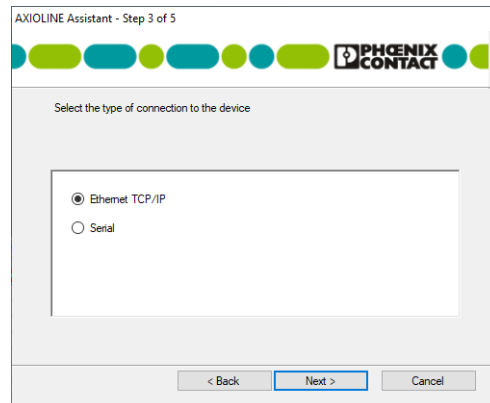 AXIOLINE Assistant - Step 3 of 5
PHŒNIX
CONTACT
Select the type of connection to the device
Ethernet TCP/IP
Serial
< Back
Next >
Cancel